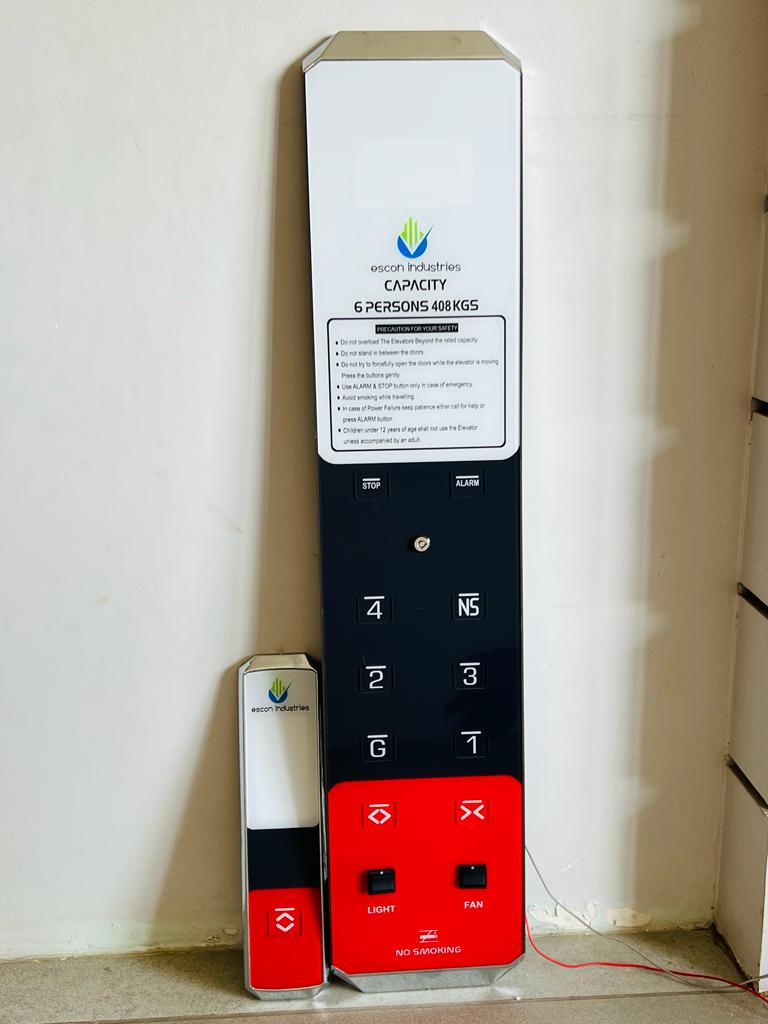 escon industries
CAPACITY
6 PERSONS 408 KGS
PRECAUTION FOR YOUR SAFETY
• Do not overload The Elevators Beyond the rated capacity.
• Do not stand in between the doors.
• Do not try to forcefully open the doors while the elevator is moving
Press the buttons gently.
• Use ALARM & STOP button only in case of emergency.
• Avoid smoking while travelling
• In case of Power Failure keep patience either call for help or
press ALARM button.
• Children under 12 years of age shall not use the Elevator
unless accompanied by an adult.
STOP ALARM
4 NS
2 3
G 1
LIGHT FAN
NO SMOKING
escon industries